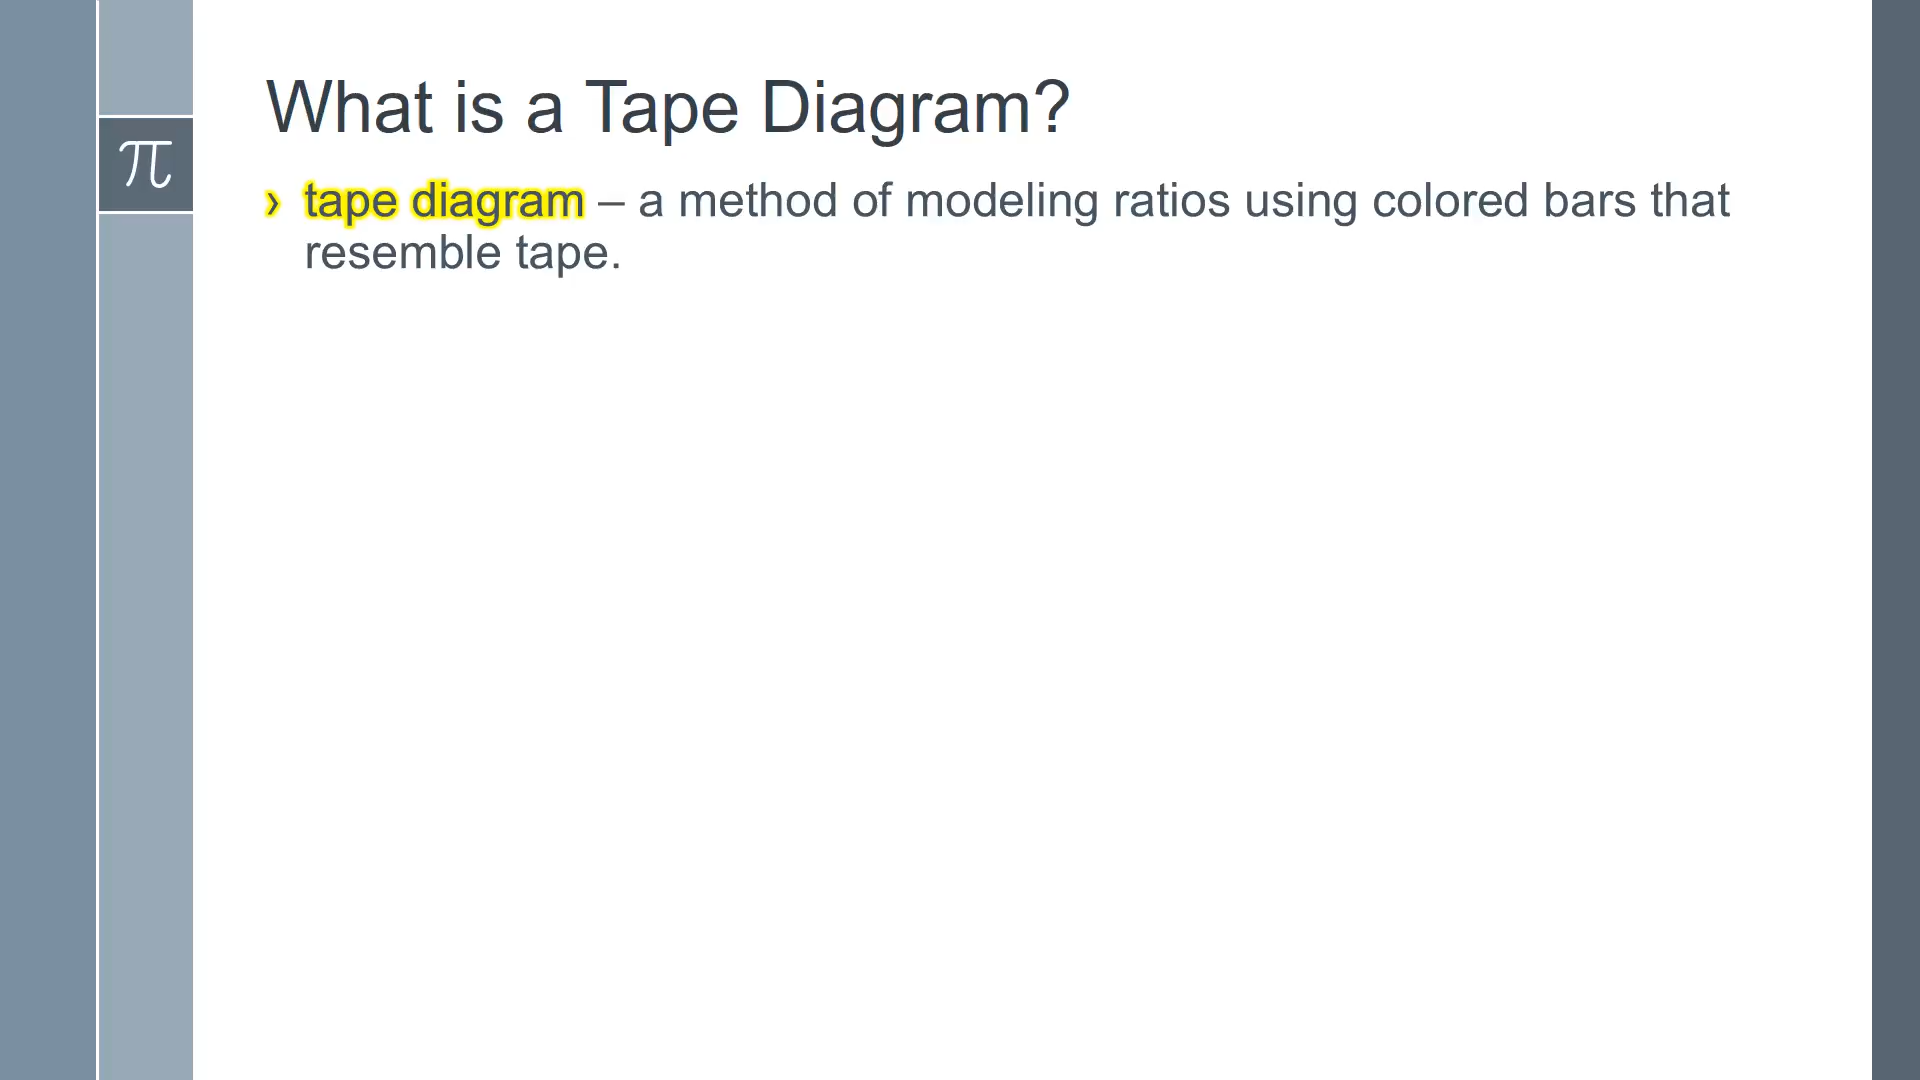 What is a Tape Diagram?
π
› tape diagram – a method of modeling ratios using colored bars that
resemble tape.